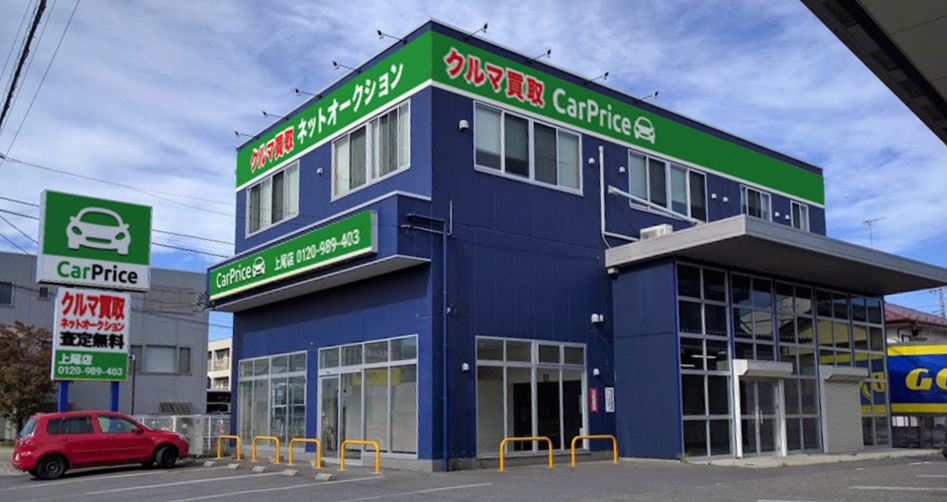 クルマ買取 ネットオークション
クルマ買取 CarPrice
CarPrice 上尾店 0120-989-403
CarPrice
クルマ買取
ネットオークション
査定無料
上尾店
0120-989-403
GO